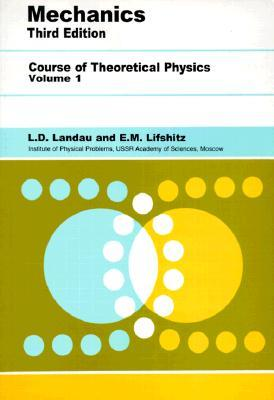 Mechanics
Third Edition
Course of Theoretical Physics
Volume 1
L.D. Landau and E.M. Lifshitz
Institute of Physical Problems, USSR Academy of Sciences, Moscow